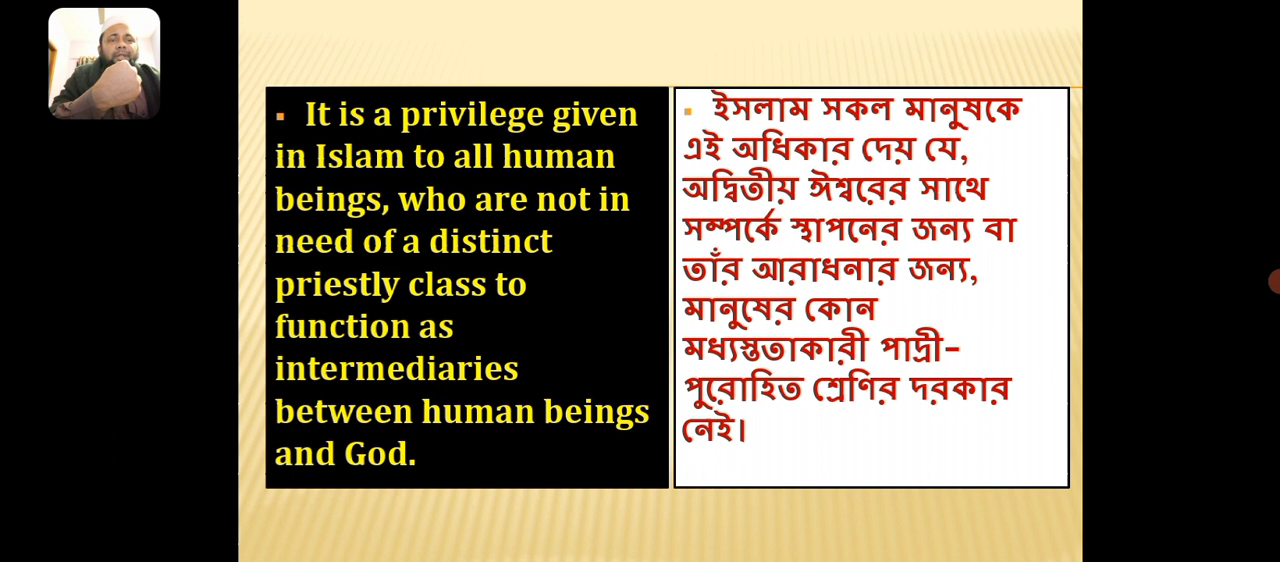 ▪ It is a privilege given
in Islam to all human
beings, who are not in
need of a distinct
priestly class to
function as
intermediaries
between human beings
and God.
▪ ইসলাম সকল মানুষকে
এই অধিকার দেয় যে,
অদ্বিতীয় ঈশ্বরের সাথে
সম্পর্কে স্থাপনের জন্য বা
তাঁর আরাধনার জন্য,
মানুষের কোন
মধ্যস্ততাকারী পাদ্রী-
পুরোহিত শ্রেণির দরকার
নেই।